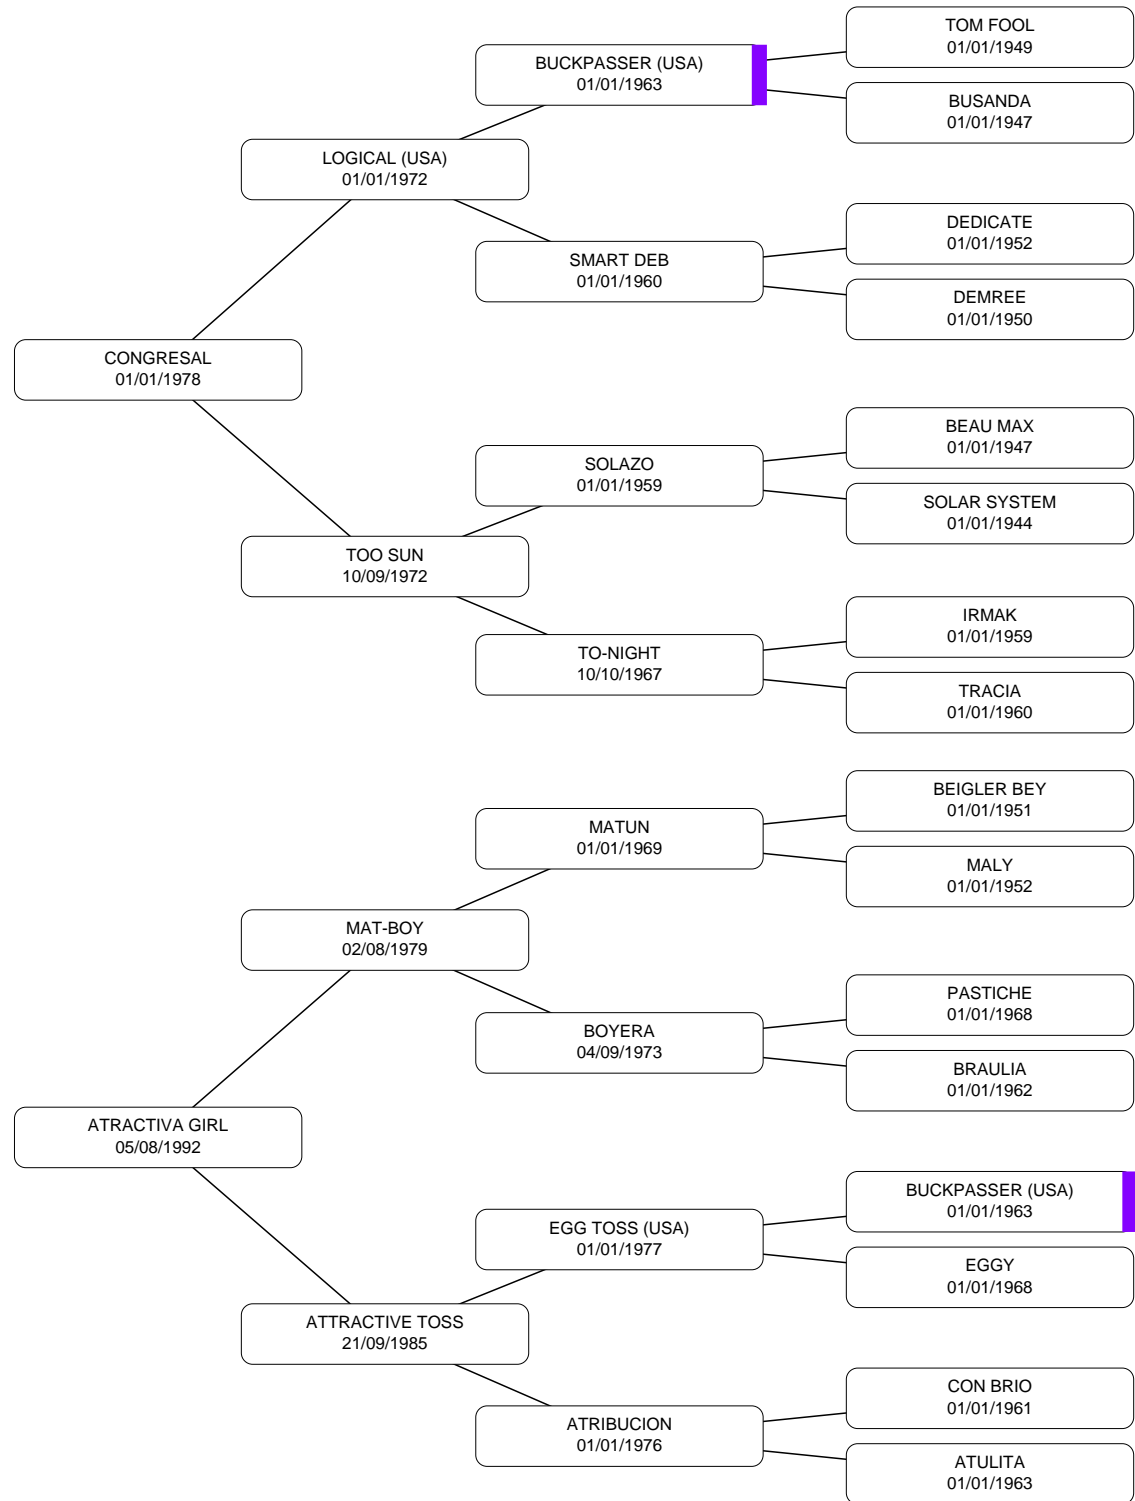 TOM FOOL
01/01/1949
BUCKPASSER (USA)
01/01/1963
BUSANDA
01/01/1947
LOGICAL (USA)
01/01/1972
DEDICATE
01/01/1952
SMART DEB
01/01/1960
DEMREE
01/01/1950
CONGRESAL
01/01/1978
BEAU MAX
01/01/1947
SOLAZO
01/01/1959
SOLAR SYSTEM
01/01/1944
TOO SUN
10/09/1972
IRMAK
01/01/1959
TO-NIGHT
10/10/1967
TRACIA
01/01/1960
BEIGLER BEY
01/01/1951
MATUN
01/01/1969
MALY
01/01/1952
MAT-BOY
02/08/1979
PASTICHE
01/01/1968
BOYERA
04/09/1973
BRAULIA
01/01/1962
ATRACTIVA GIRL
05/08/1992
BUCKPASSER (USA)
01/01/1963
EGG TOSS (USA)
01/01/1977
EGGY
01/01/1968
ATTRACTIVE TOSS
21/09/1985
CON BRIO
01/01/1961
ATRIBUCION
01/01/1976
ATULITA
01/01/1963